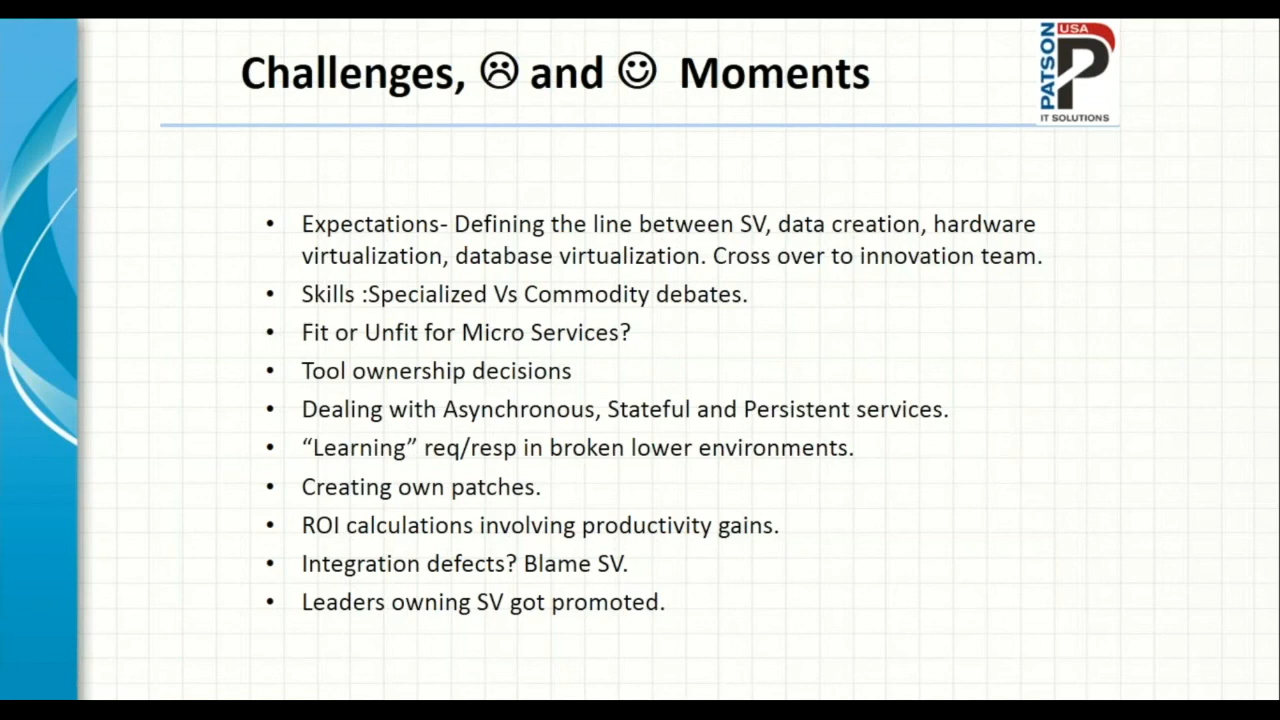 Challenges, ☹ and ☺ Moments
PATSON
USA
P
IT SOLUTIONS
• Expectations- Defining the line between SV, data creation, hardware
virtualization, database virtualization. Cross over to innovation team.
• Skills :Specialized Vs Commodity debates.
• Fit or Unfit for Micro Services?
• Tool ownership decisions
• Dealing with Asynchronous, Stateful and Persistent services.
• “Learning” req/resp in broken lower environments.
• Creating own patches.
• ROI calculations involving productivity gains.
• Integration defects? Blame SV.
• Leaders owning SV got promoted.